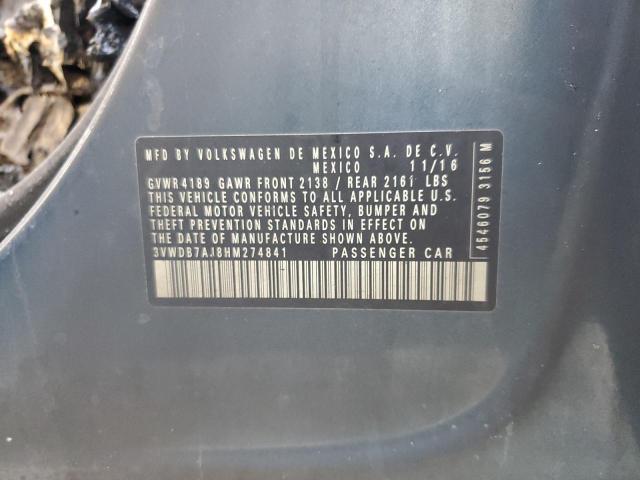 MFD BY VOLKSWAGEN DE MEXICO S.A. DE C.V.
MEXICO 11/16
GVWR 4189 GAWR FRONT 2138 / REAR 2161 LBS
THIS VEHICLE CONFORMS TO ALL APPLICABLE U.S.
FEDERAL MOTOR VEHICLE SAFETY, BUMPER AND
THEFT PREVENTION STANDARDS IN EFFECT ON
THE DATE OF MANUFACTURE SHOWN ABOVE.
3VWDB7AJ8HM274841 PASSENGER CAR
4546079 3156 M